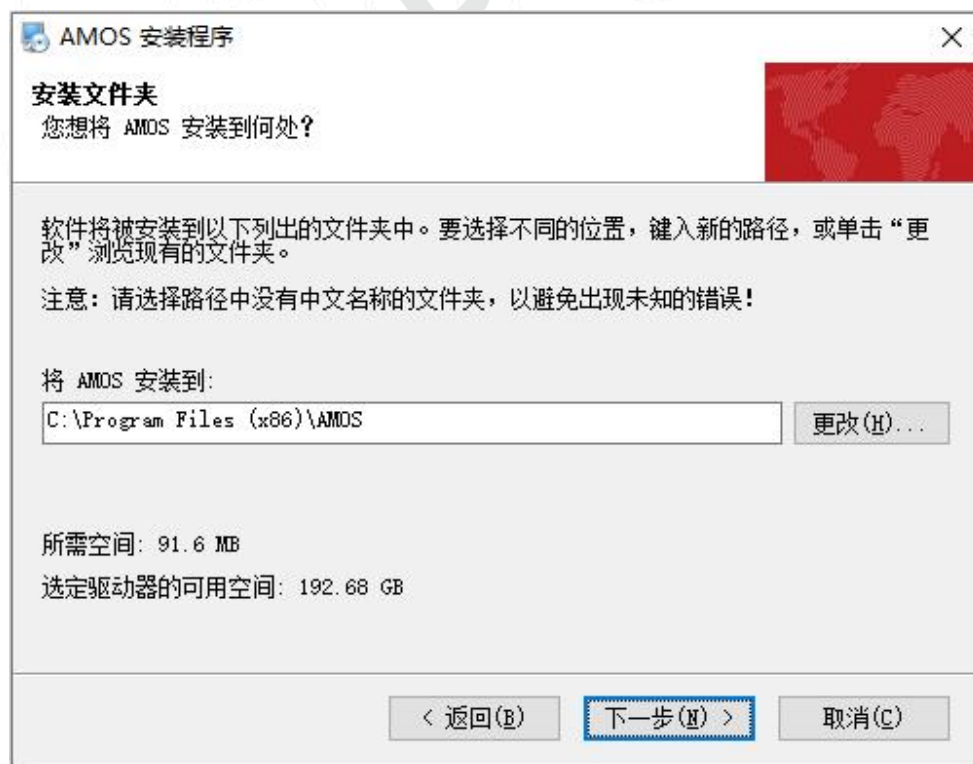 AMOS 安装程序
安装文件夹
您想将 AMOS 安装到何处?
软件将被安装到以下列出的文件夹中。要选择不同的位置，键入新的路径，或单击“更
改”浏览现有的文件夹。
注意：请选择路径中没有中文名称的文件夹，以避免出现未知的错误!
将 AMOS 安装到:
C:\Program Files (x86)\AMOS
更改(H)...
所需空间: 91.6 MB
选定驱动器的可用空间: 192.68 GB
< 返回(B)
下一步(N) >
取消(C)